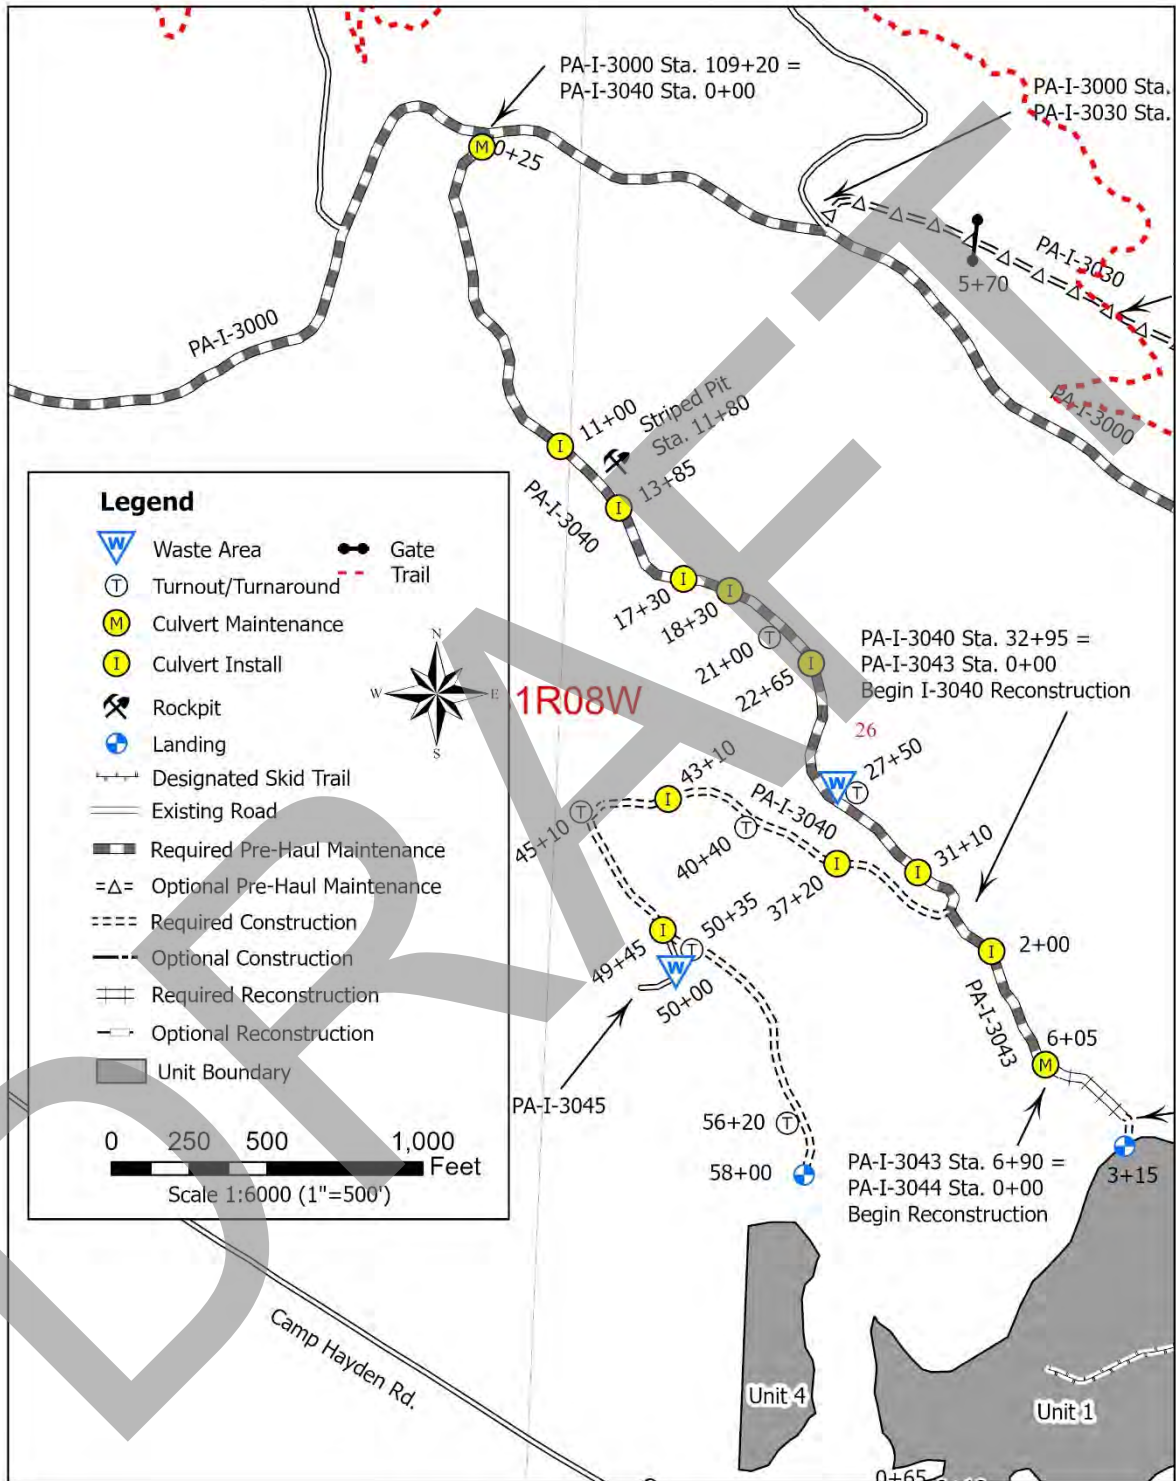 PA-I-3000 Sta. 109+20 =
PA-I-3040 Sta. 0+00
PA-I-3000 Sta.
PA-I-3030 Sta.
0+25
PA-I-3030
5+70
PA-I-3000
PA-I-3000
11+00
Striped Pit
Sta. 11+80
13+85
PA-I-3040
17+30
18+30
21+00
22+65
PA-I-3040 Sta. 32+95 =
PA-I-3043 Sta. 0+00
Begin I-3040 Reconstruction
1R08W
26
27+50
43+10
PA-I-3040
45+10
40+40
31+10
37+20
50+35
49+45
50+00
2+00
PA-I-3043
6+05
PA-I-3045
56+20
58+00
PA-I-3043 Sta. 6+90 =
PA-I-3044 Sta. 0+00
Begin Reconstruction
3+15
Legend
W Waste Area
T Turnout/Turnaround
M Culvert Maintenance
I Culvert Install
Rockpit
Landing
Designated Skid Trail
Existing Road
Required Pre-Haul Maintenance
Optional Pre-Haul Maintenance
Required Construction
Optional Construction
Required Reconstruction
Optional Reconstruction
Unit Boundary
Gate
Trail
N
W E
S
0 250 500 1,000
Feet
Scale 1:6000 (1"=500')
Camp Hayden Rd.
Unit 4
Unit 1
0+65
DRAFT